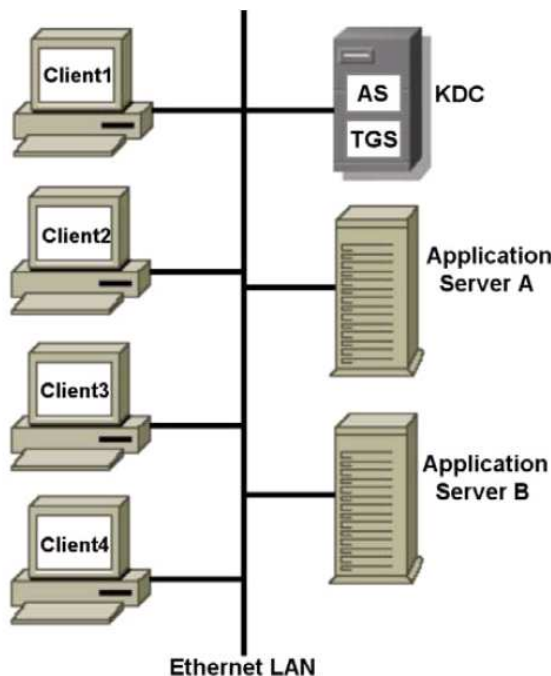 Client1
AS
KDC
TGS
Client2
Application
Server A
Client3
Application
Server B
Client4
Ethernet LAN